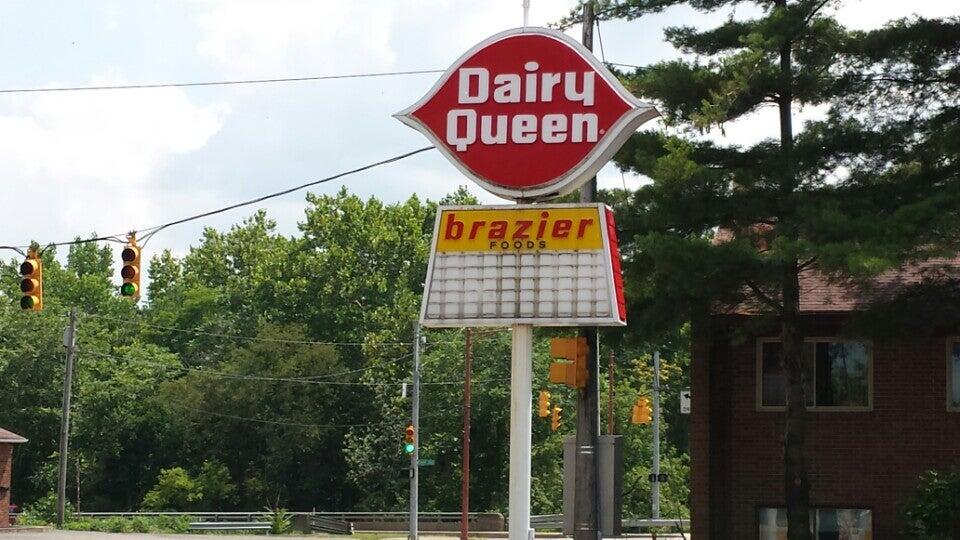 Dairy
Queen
brazier
FOODS